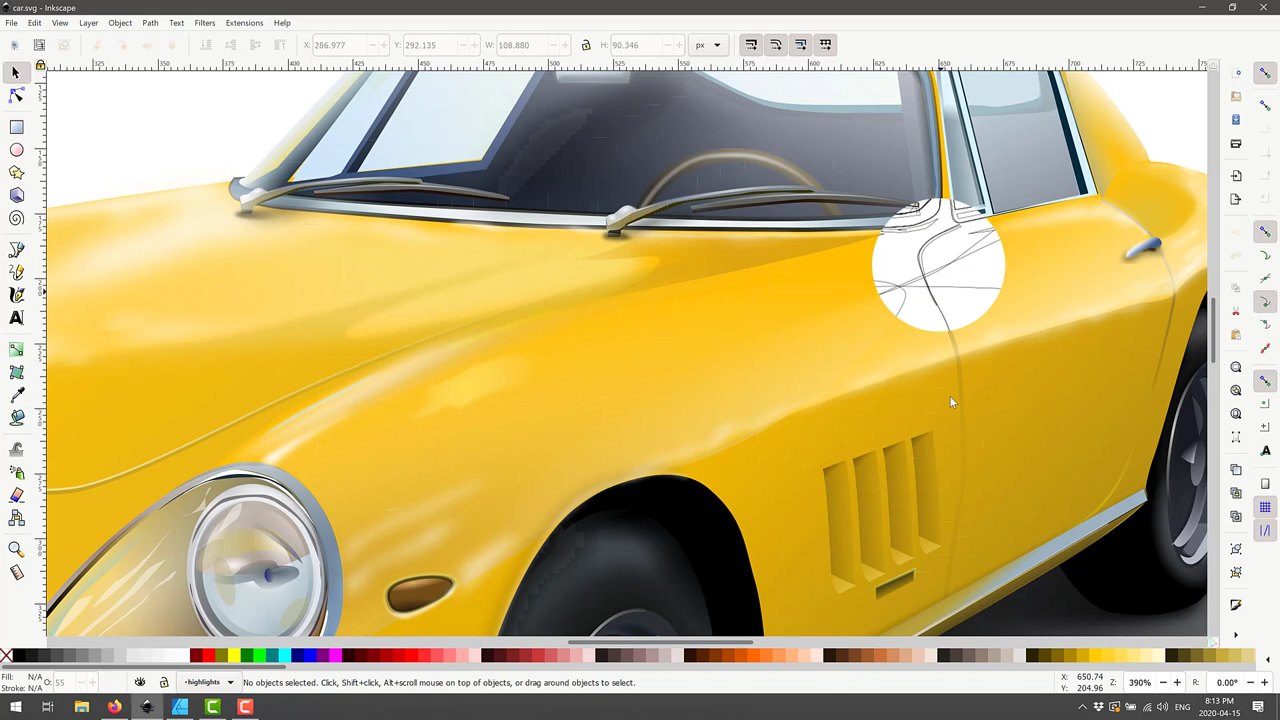 car.svg - Inkscape
File Edit View Layer Object Path Text Filters Extensions Help
X: 286.977 Y: 292.135 W: 108.880 H: 90.346 px
325 350 375 400 425 450 475 500 525 550 575 600 625 650 675 700 725
Fill: N/A O: 55 highlights No objects selected. Click, Shift+click, Alt+scroll mouse on top of objects, or drag around objects to select. X: 650.74 Z: 390% R: 0.00°
Stroke: N/A Y: 204.96
ENG 8:13 PM
2020-04-15